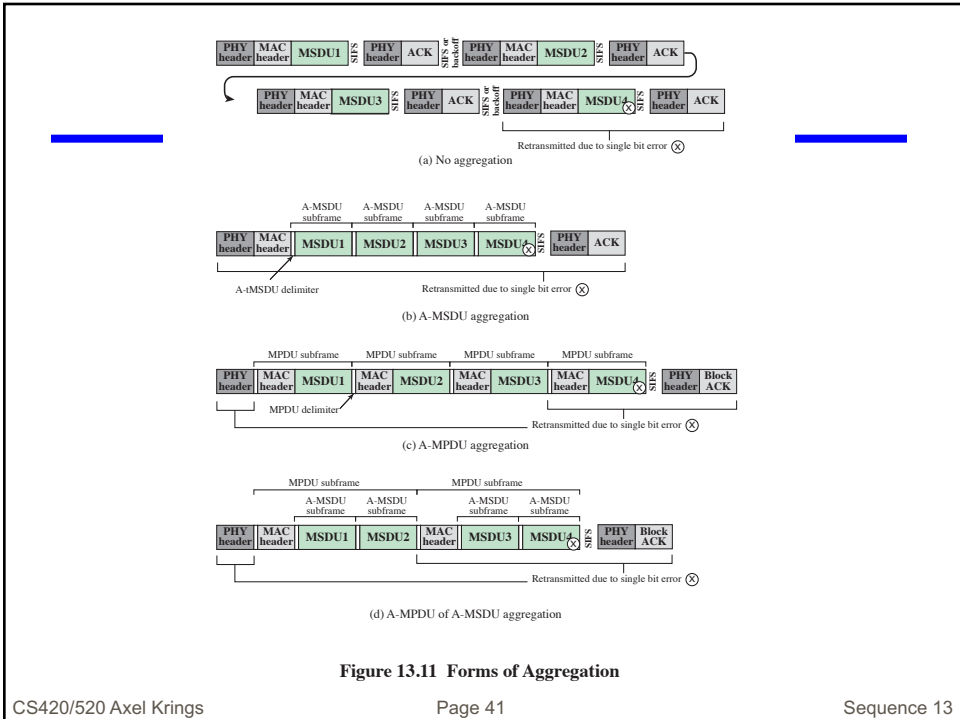 PHY header MAC header MSDU1 SIFS PHY header ACK SIFS or backoff PHY header MAC header MSDU2 SIFS PHY header ACK
PHY header MAC header MSDU3 SIFS PHY header ACK SIFS or backoff PHY header MAC header MSDU4 x SIFS PHY header ACK
Retransmitted due to single bit error x
(a) No aggregation
A-MSDU subframe A-MSDU subframe A-MSDU subframe A-MSDU subframe
PHY header MAC header MSDU1 MSDU2 MSDU3 MSDU4 x SIFS PHY header ACK
A-tMSDU delimiter Retransmitted due to single bit error x
(b) A-MSDU aggregation
MPDU subframe MPDU subframe MPDU subframe MPDU subframe
PHY header MAC header MSDU1 MAC header MSDU2 MAC header MSDU3 MAC header MSDU4 x SIFS PHY header Block ACK
MPDU delimiter Retransmitted due to single bit error x
(c) A-MPDU aggregation
MPDU subframe MPDU subframe
A-MSDU subframe A-MSDU subframe A-MSDU subframe A-MSDU subframe
PHY header MAC header MSDU1 MSDU2 MAC header MSDU3 MSDU4 x SIFS PHY header Block ACK
Retransmitted due to single bit error x
(d) A-MPDU of A-MSDU aggregation
Figure 13.11 Forms of Aggregation
CS420/520 Axel Krings Page 41 Sequence 13